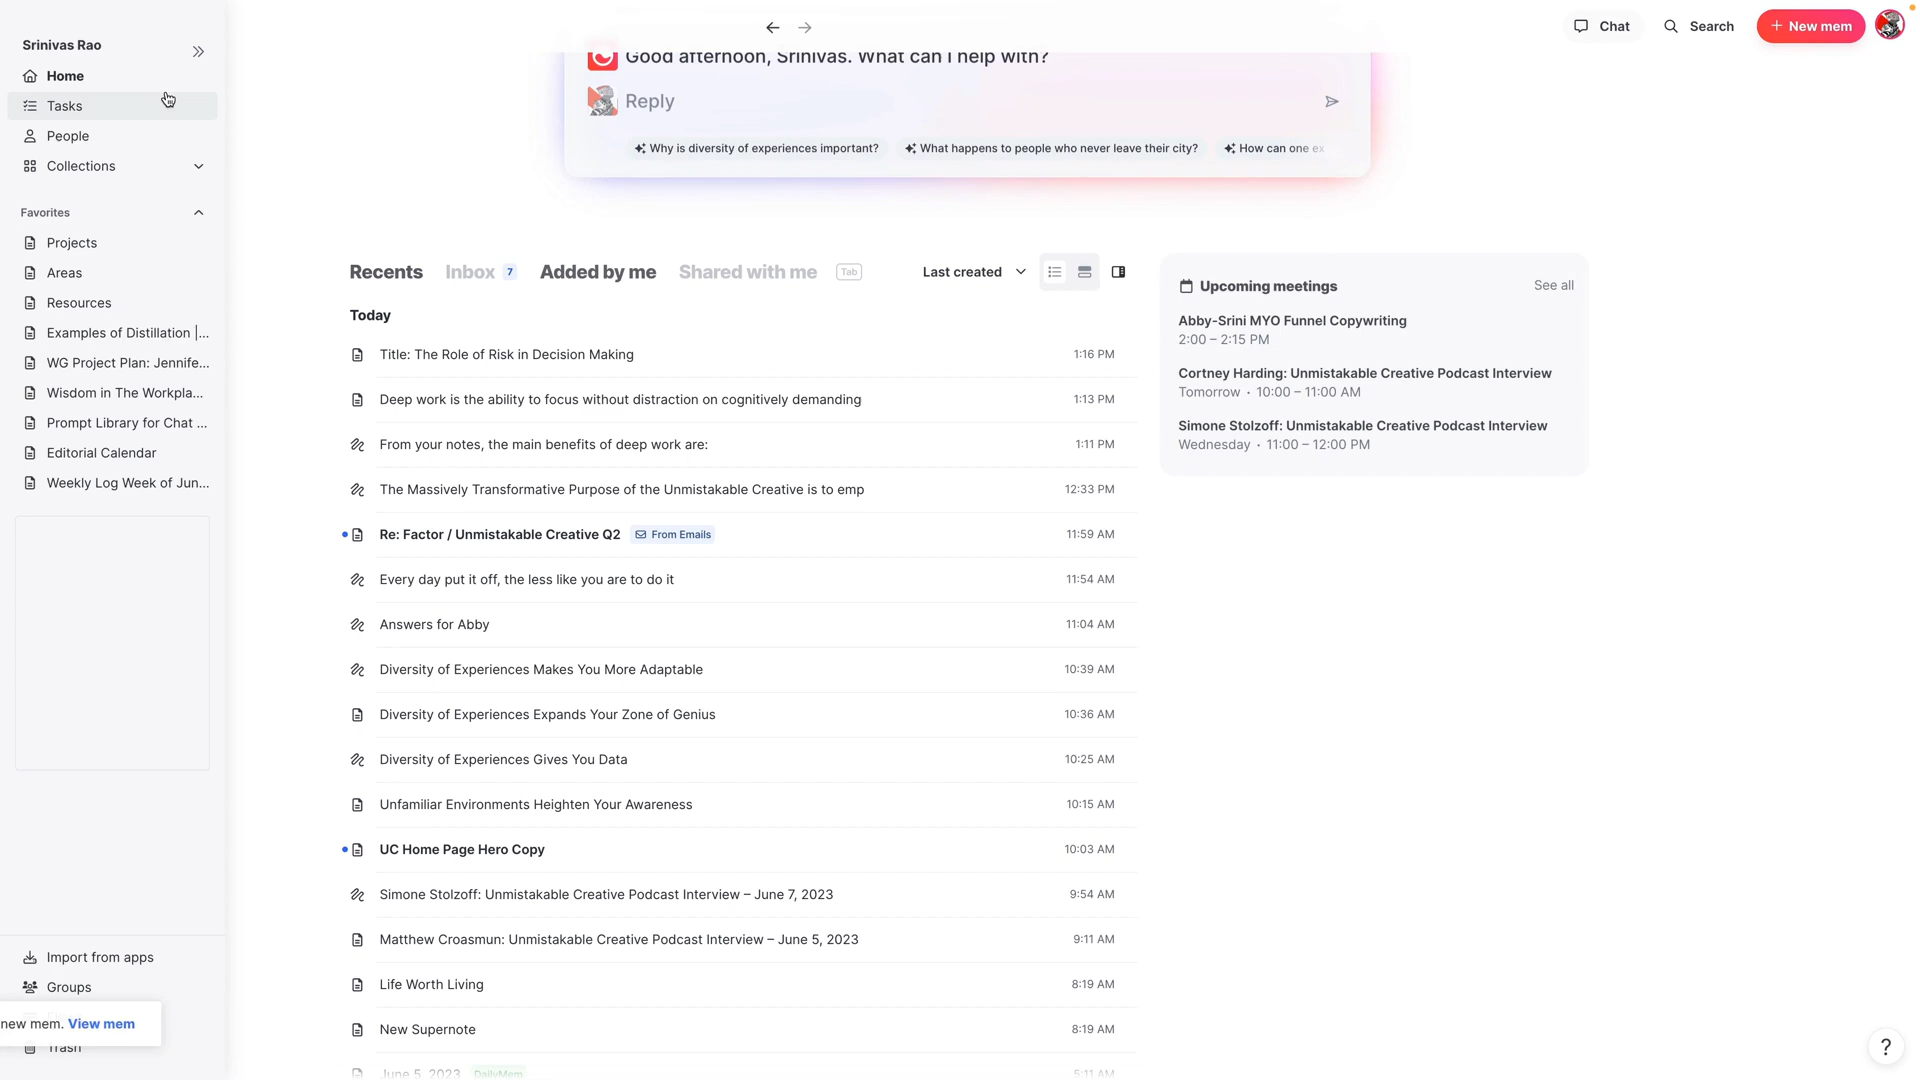 Srinivas Rao
Home
Tasks
People
Collections
Favorites
Projects
Areas
Resources
Examples of Distillation |...
WG Project Plan: Jennife...
Wisdom in The Workpla...
Prompt Library for Chat ...
Editorial Calendar
Weekly Log Week of Jun...
Import from apps
Groups
new mem. View mem
Trash
Chat
Search
+ New mem
Good afternoon, Srinivas. What can I help with?
Reply
Why is diversity of experiences important?
What happens to people who never leave their city?
How can one ex
Recents
Inbox 7
Added by me
Shared with me
Tab
Last created
Today
Title: The Role of Risk in Decision Making 1:16 PM
Deep work is the ability to focus without distraction on cognitively demanding 1:13 PM
From your notes, the main benefits of deep work are: 1:11 PM
The Massively Transformative Purpose of the Unmistakable Creative is to emp 12:33 PM
Re: Factor / Unmistakable Creative Q2 From Emails 11:59 AM
Every day put it off, the less like you are to do it 11:54 AM
Answers for Abby 11:04 AM
Diversity of Experiences Makes You More Adaptable 10:39 AM
Diversity of Experiences Expands Your Zone of Genius 10:36 AM
Diversity of Experiences Gives You Data 10:25 AM
Unfamiliar Environments Heighten Your Awareness 10:15 AM
UC Home Page Hero Copy 10:03 AM
Simone Stolzoff: Unmistakable Creative Podcast Interview – June 7, 2023 9:54 AM
Matthew Croasmun: Unmistakable Creative Podcast Interview – June 5, 2023 9:11 AM
Life Worth Living 8:19 AM
New Supernote 8:19 AM
June 5, 2023 DailyMem 5:11 AM
Upcoming meetings
See all
Abby-Srini MYO Funnel Copywriting
2:00 – 2:15 PM
Cortney Harding: Unmistakable Creative Podcast Interview
Tomorrow • 10:00 – 11:00 AM
Simone Stolzoff: Unmistakable Creative Podcast Interview
Wednesday • 11:00 – 12:00 PM
?